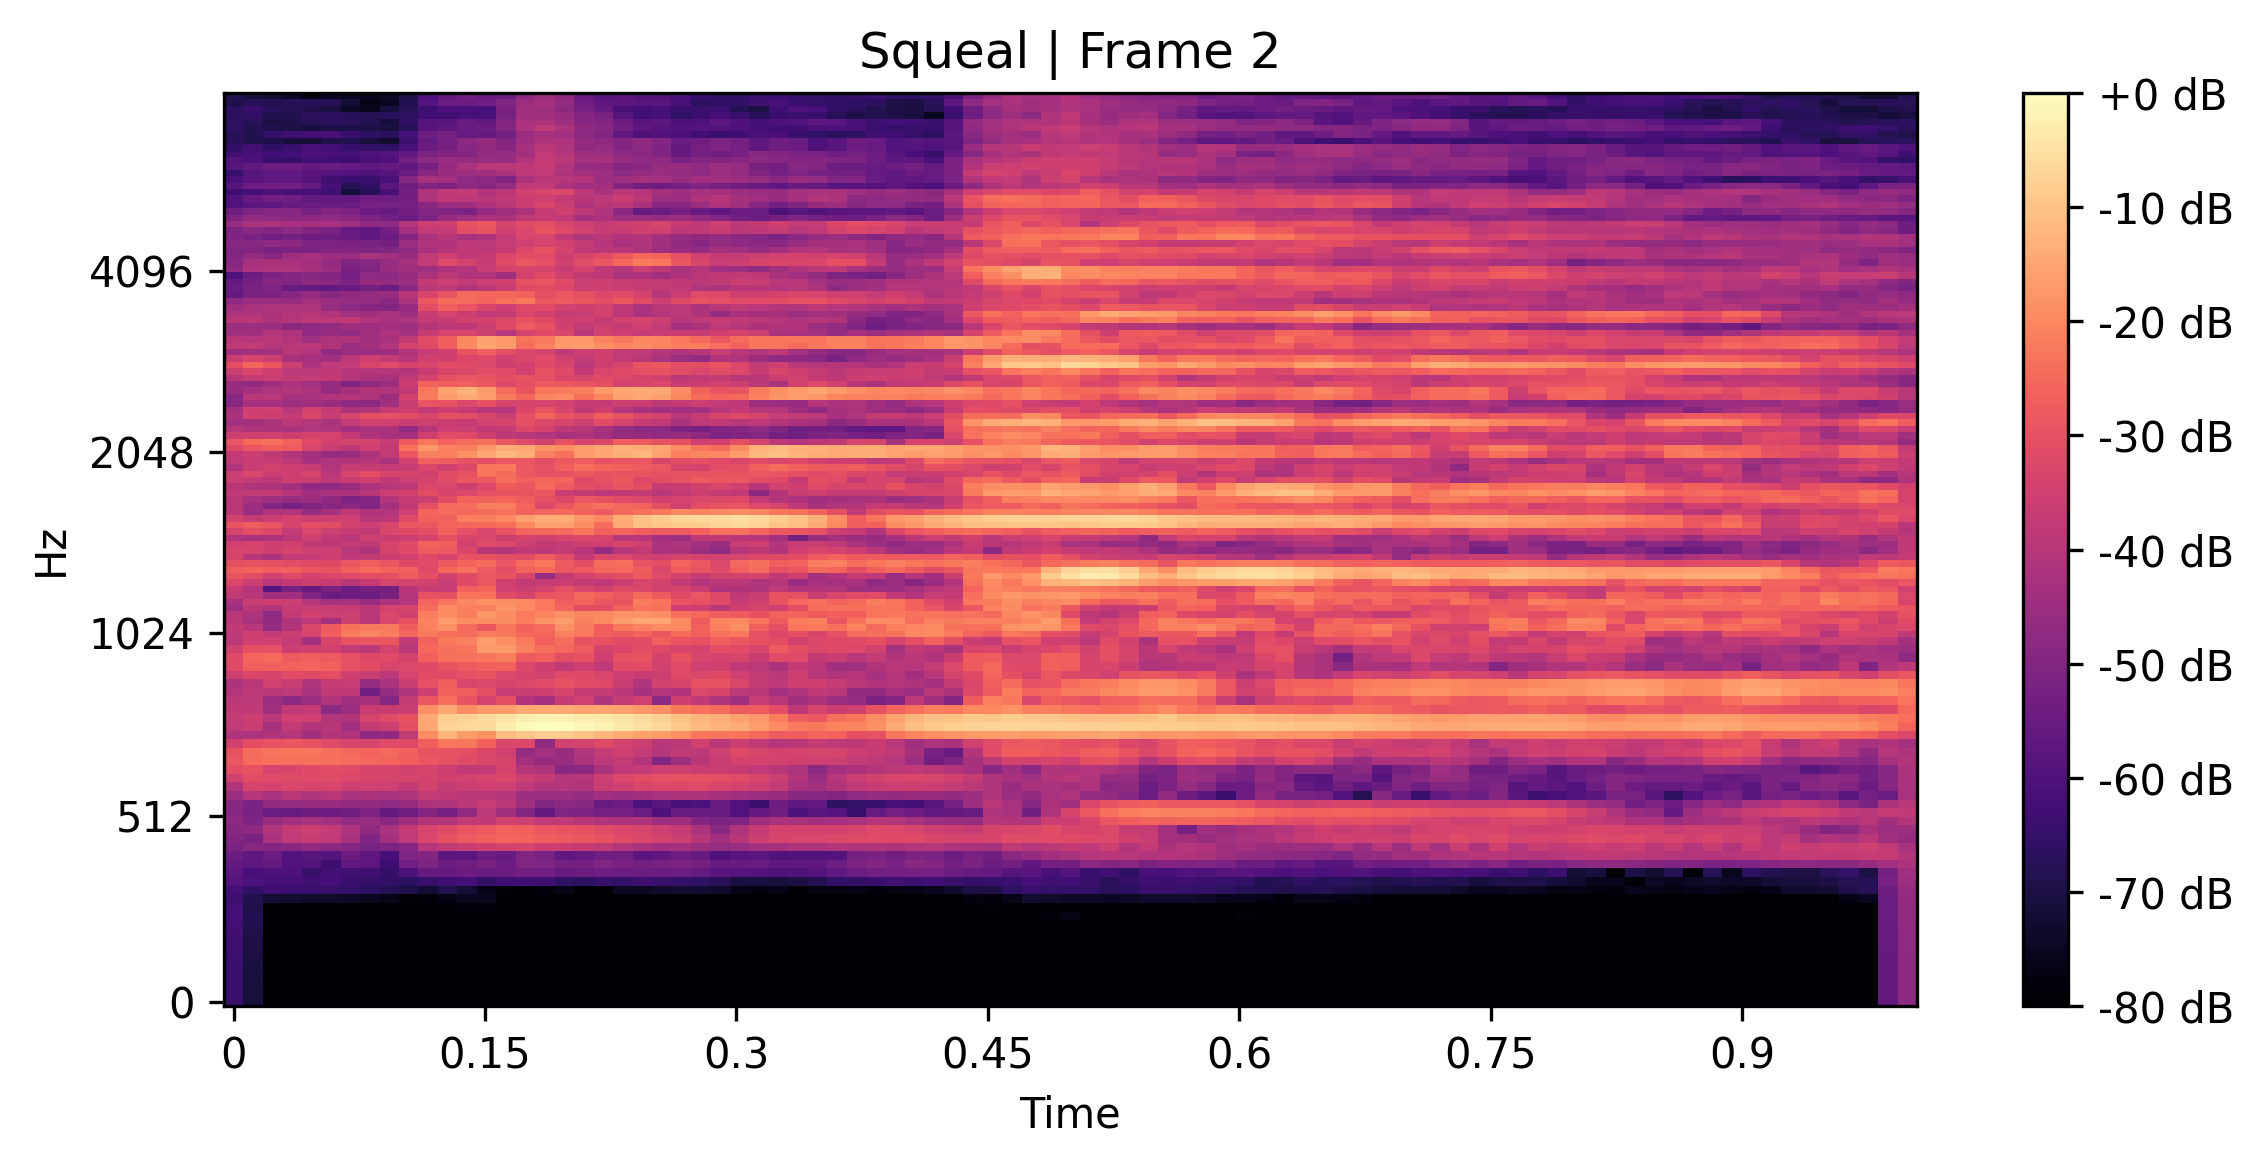 Squeal | Frame 2
+0 dB
-10 dB
-20 dB
-30 dB
-40 dB
-50 dB
-60 dB
-70 dB
-80 dB
4096
2048
1024
512
0
Hz
0 0.15 0.3 0.45 0.6 0.75 0.9
Time